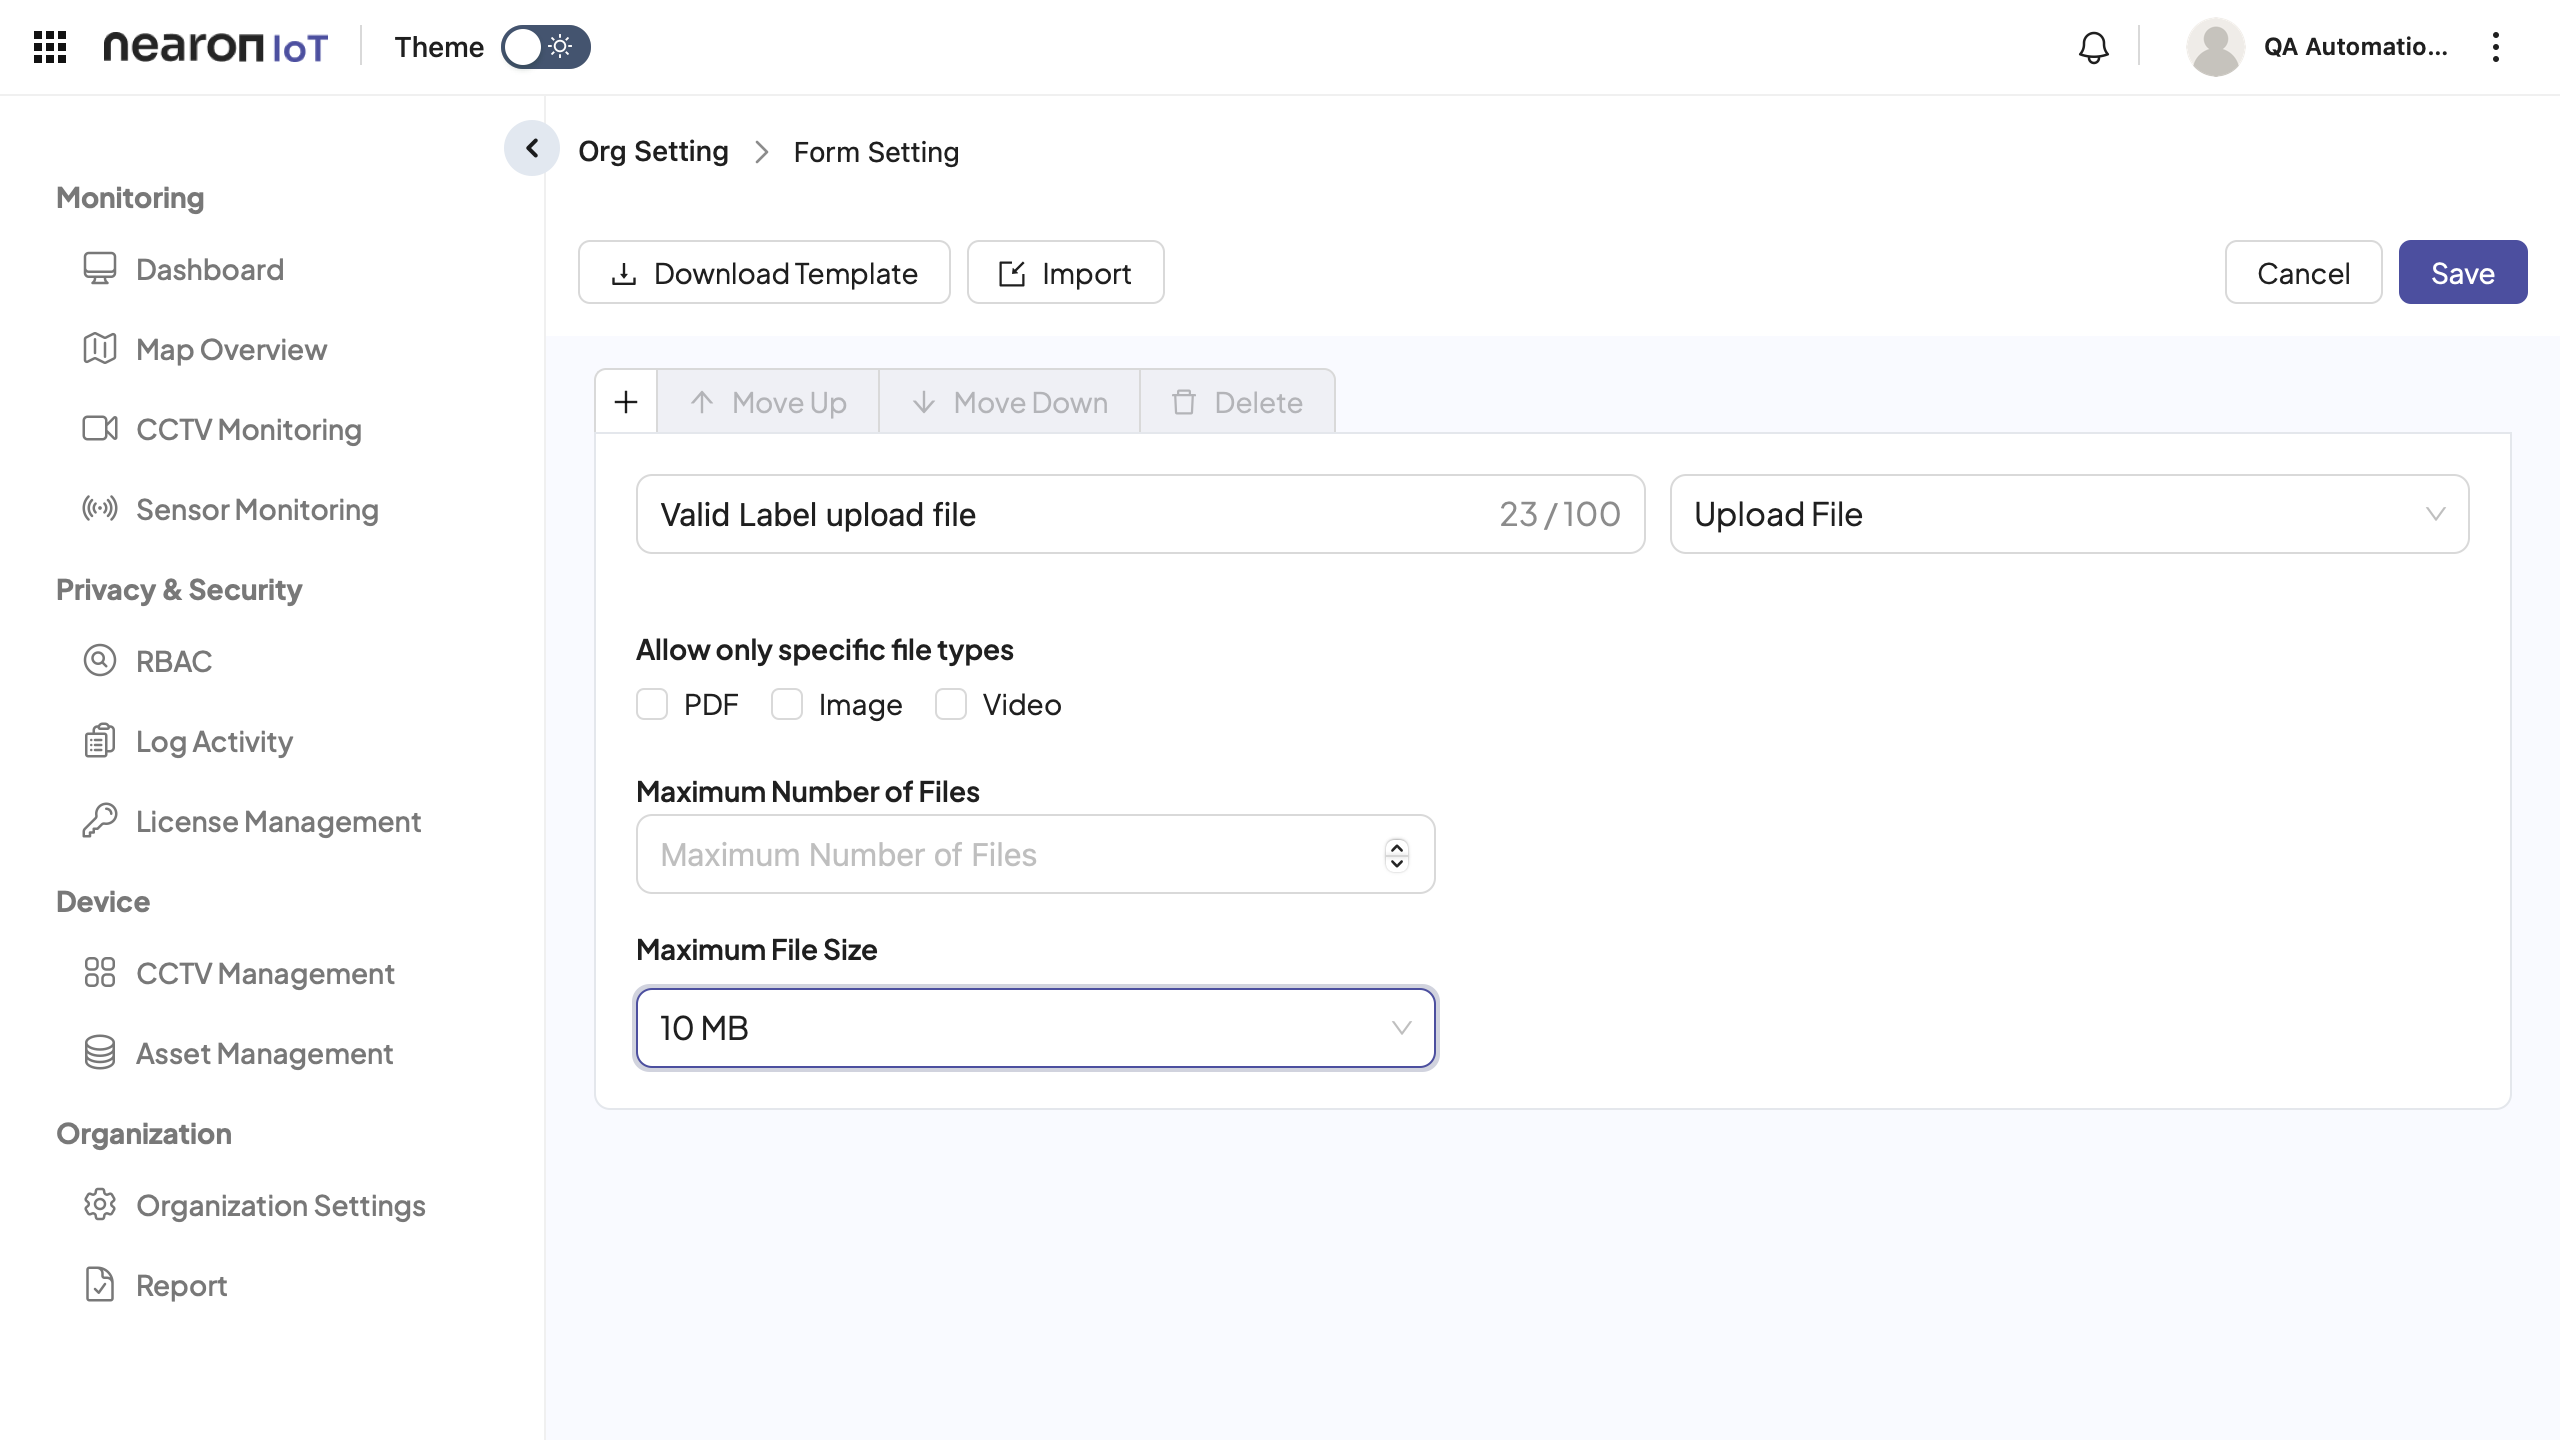 nearon IoT
Theme
QA Automatio...
Monitoring
Dashboard
Map Overview
CCTV Monitoring
Sensor Monitoring
Privacy & Security
RBAC
Log Activity
License Management
Device
CCTV Management
Asset Management
Organization
Organization Settings
Report
Org Setting > Form Setting
Download Template
Import
Cancel
Save
Move Up
Move Down
Delete
Valid Label upload file
23 / 100
Upload File
Allow only specific file types
PDF
Image
Video
Maximum Number of Files
Maximum Number of Files
Maximum File Size
10 MB